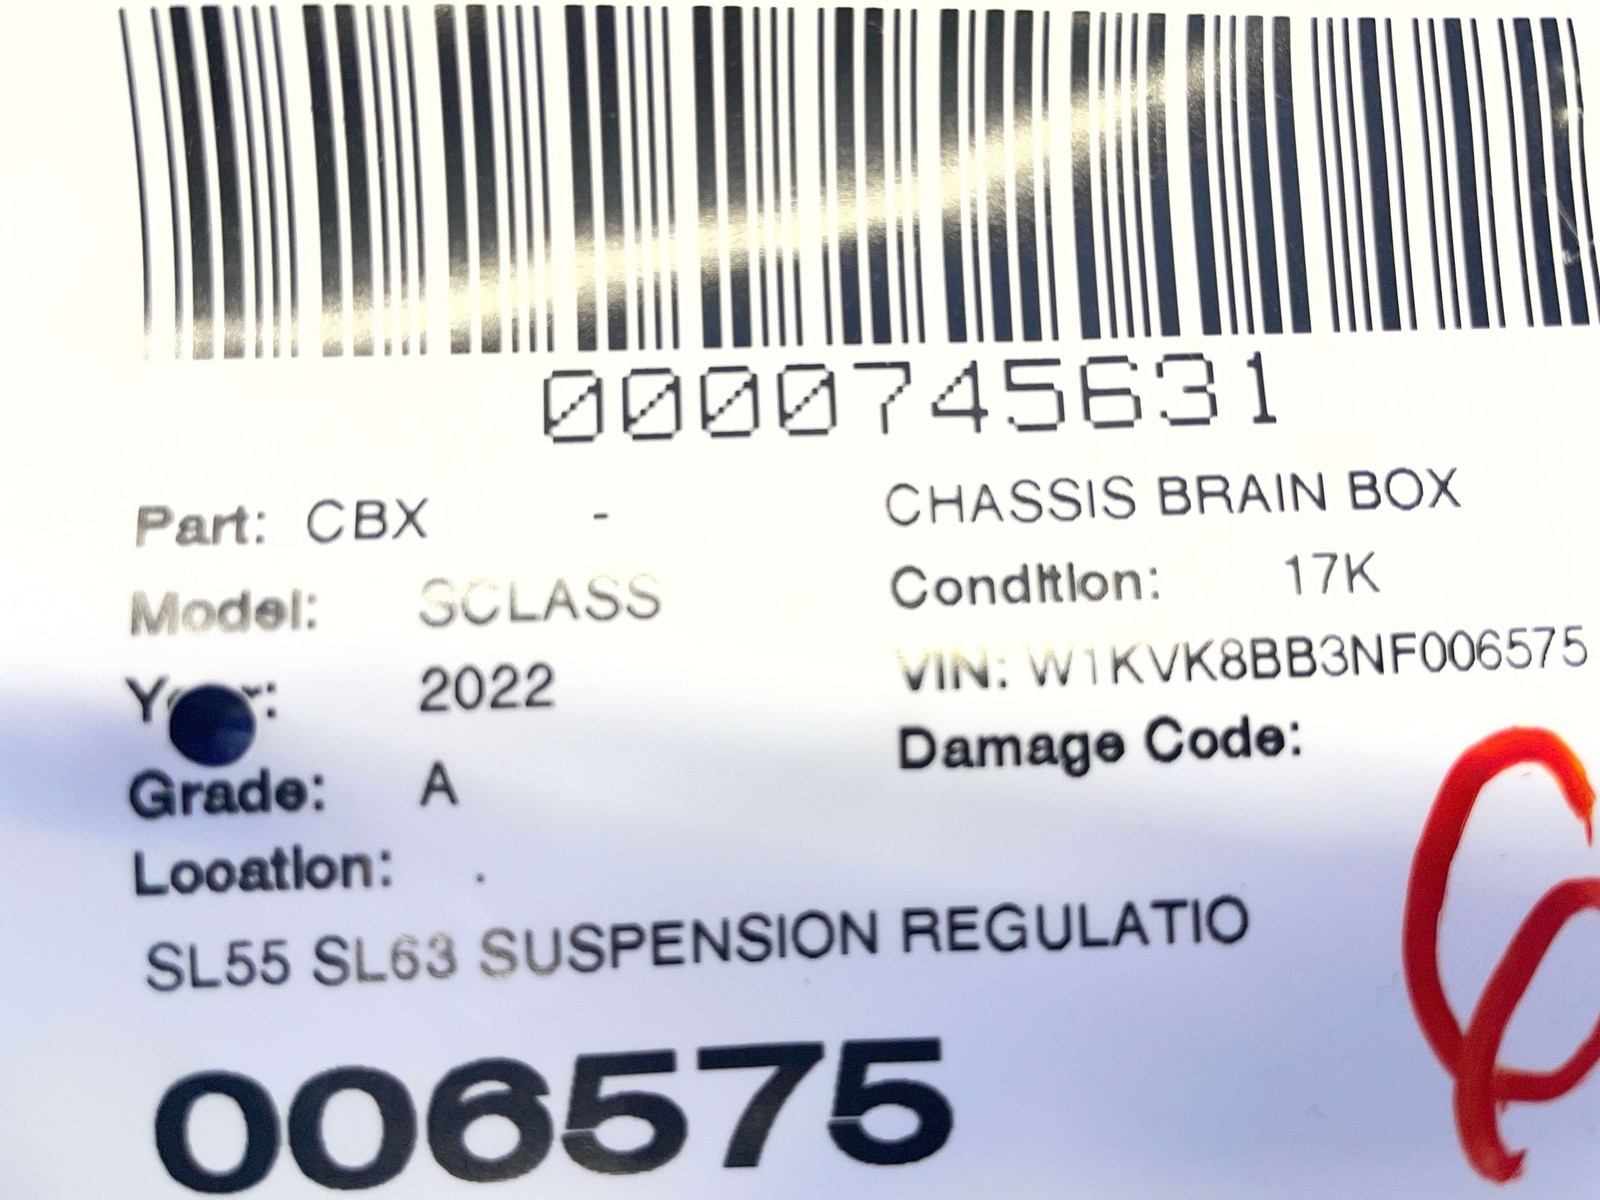 0000745631
Part: CBX - CHASSIS BRAIN BOX
Model: SCLASS Condition: 17K
Year: 2022 VIN: W1KVK8BB3NF006575
Grade: A Damage Code:
Location: .
SL55 SL63 SUSPENSION REGULATIO
006575